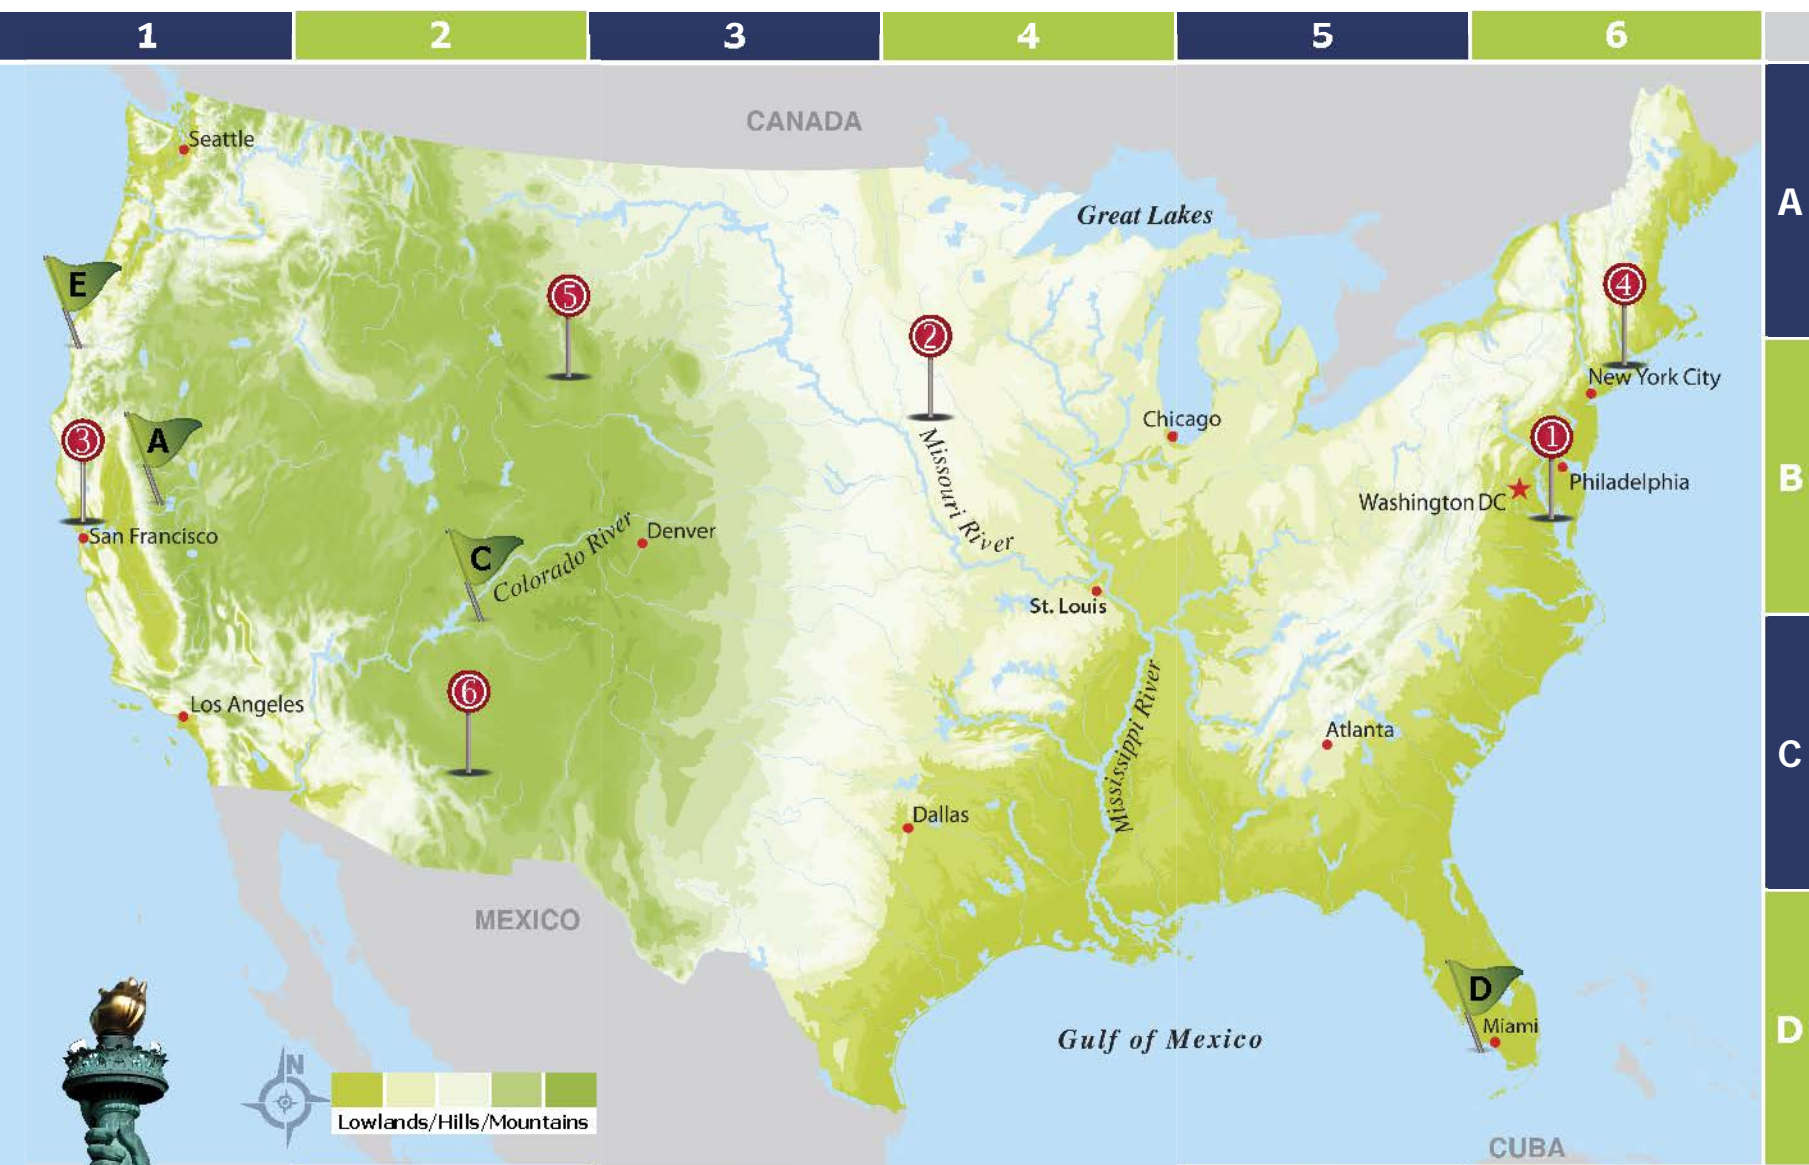 1 2 3 4 5 6
A
B
C
D
CANADA
Seattle
Great Lakes
E
5
4
2
New York City
Chicago
3
A
1
Missouri River
Philadelphia
Washington DC
San Francisco
Denver
C
Colorado River
St. Louis
6
Los Angeles
Mississippi River
Atlanta
Dallas
MEXICO
D
Miami
Gulf of Mexico
N
Lowlands/Hills/Mountains
CUBA